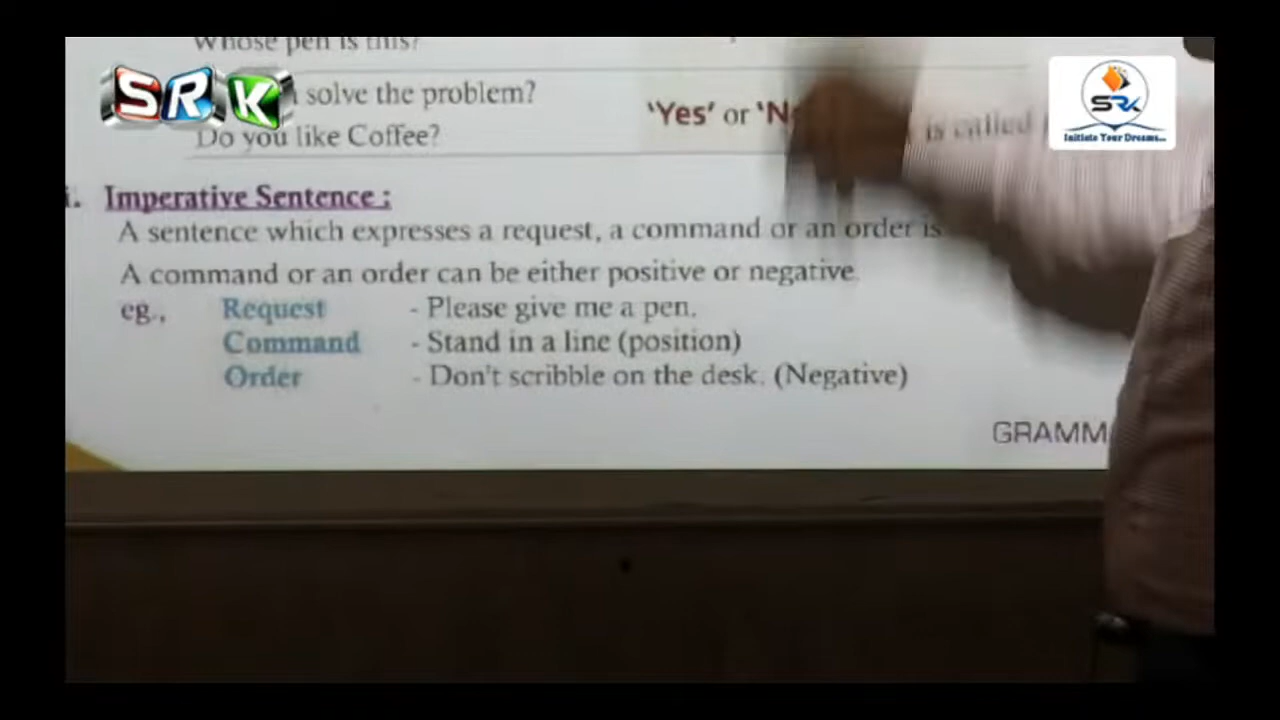 Whose pen is this?
solve the problem?
Do you like Coffee?
'Yes' or 'No
is called
SRK
SRK
Initiate Your Dreams...
i. Imperative Sentence :
A sentence which expresses a request, a command or an order is
A command or an order can be either positive or negative
eg., Request - Please give me a pen.
Command - Stand in a line (position)
Order - Don't scribble on the desk. (Negative)
GRAMM